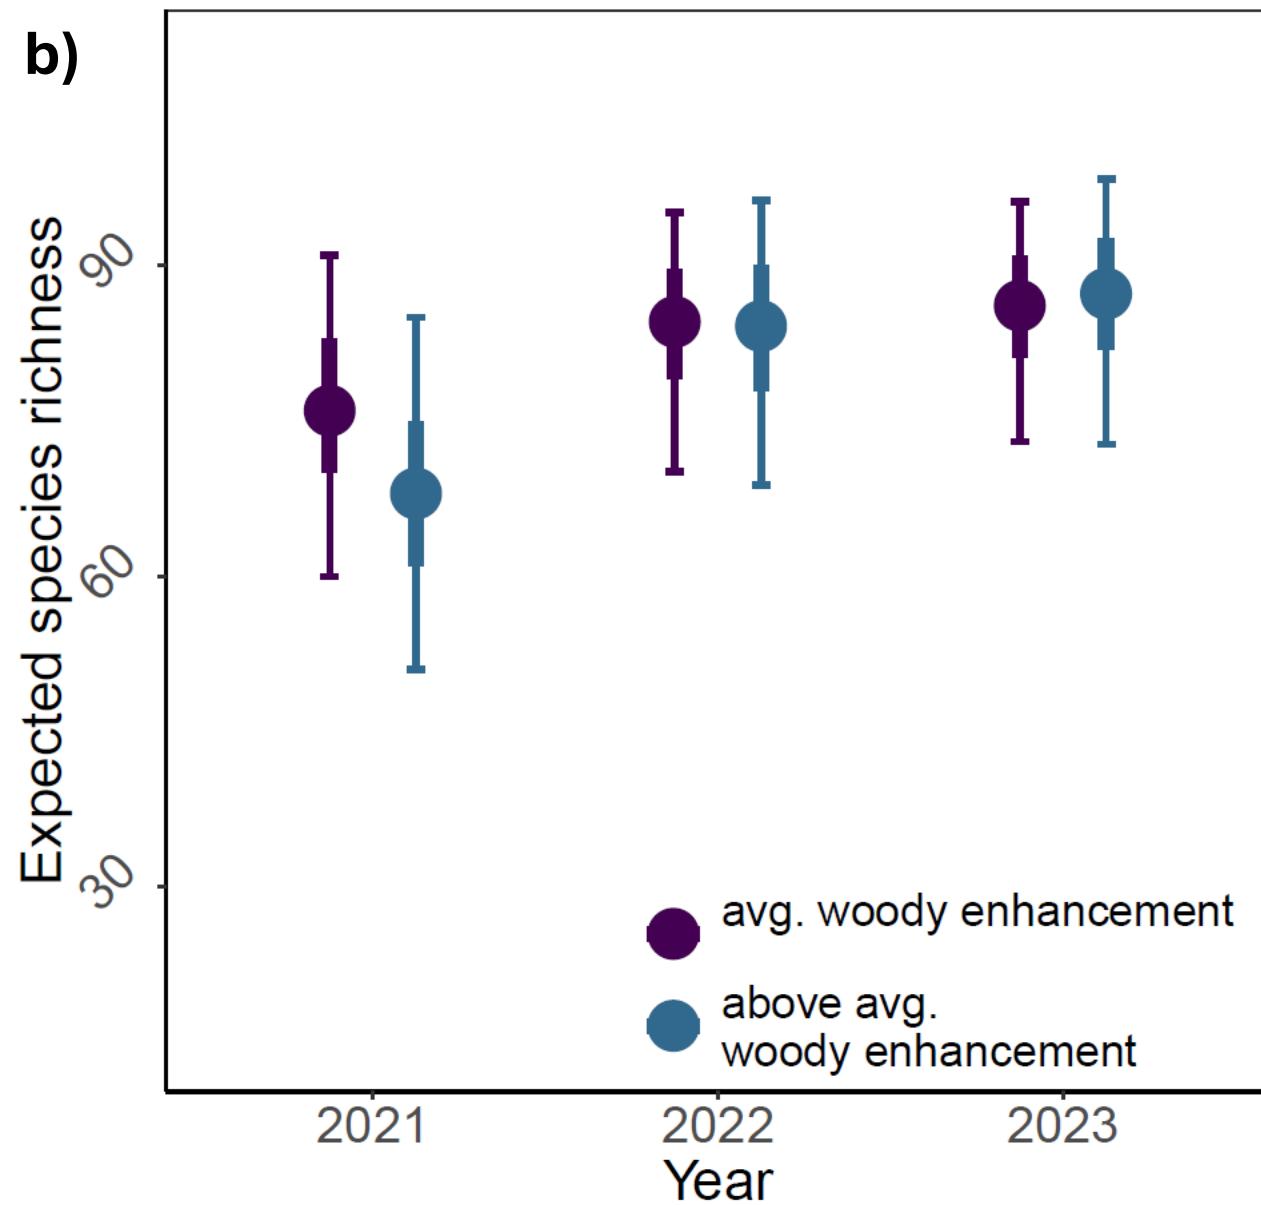 b)
Expected species richness
90
60
30
avg. woody enhancement
above avg.
woody enhancement
2021
2022
2023
Year